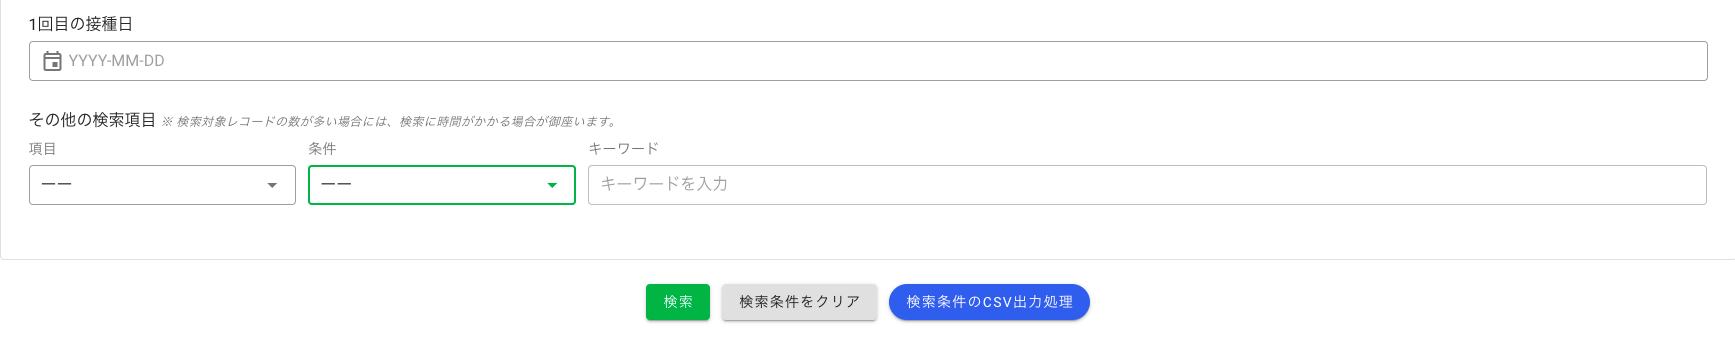 1回目の接種日
YYYY-MM-DD
その他の検索項目 ※ 検索対象レコードの数が多い場合には、検索に時間がかかる場合が御座います。
項目 条件 キーワード
ーー ーー キーワードを入力
検索 検索条件をクリア 検索条件のCSV出力処理